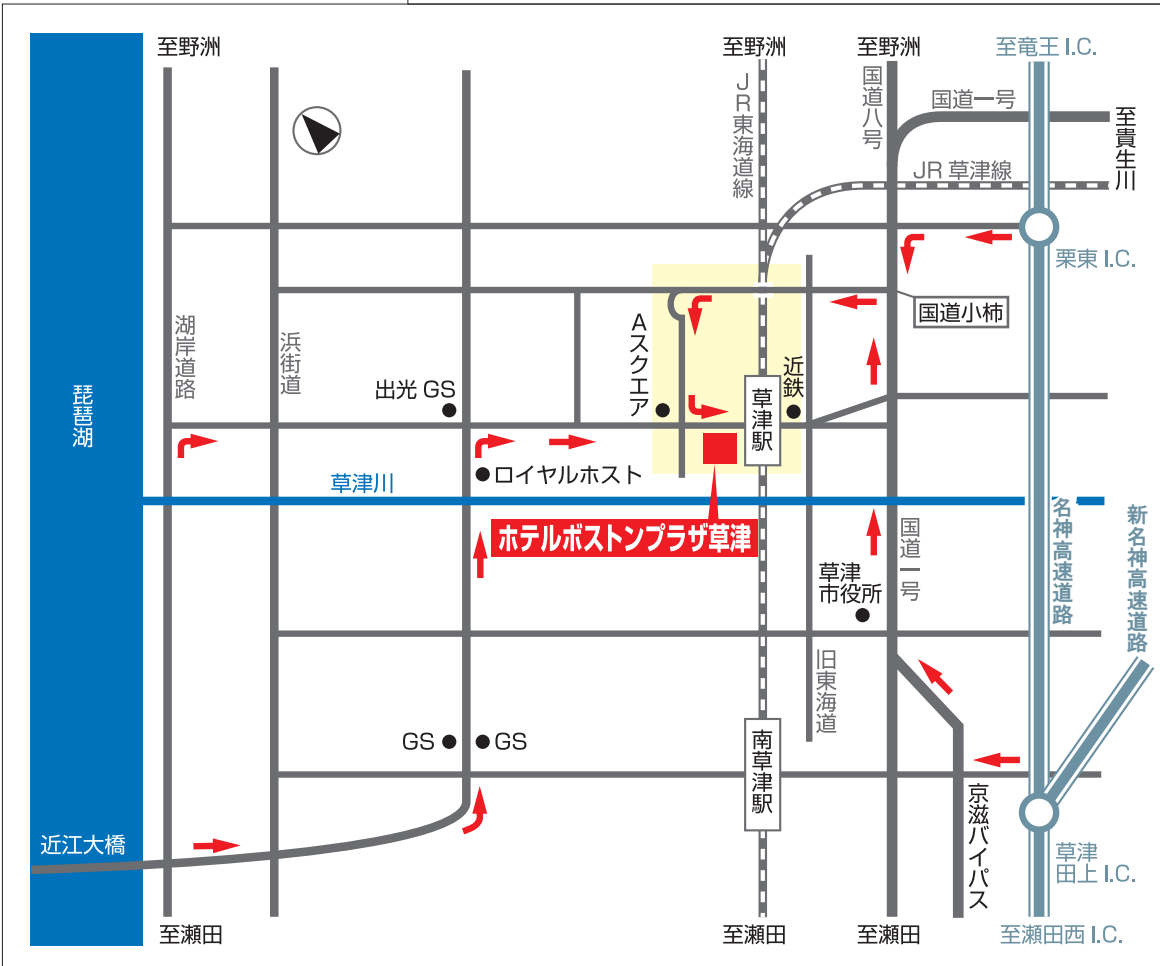 至野洲
至野洲
至野洲
至竜王 I.C.
国道一号
国道八号
JR東海道線
至貴生川
JR 草津線
栗東 I.C.
国道小柿
湖岸道路
浜街道
Aスクエア
近鉄
出光 GS
草津駅
琵琶湖
ロイヤルホスト
草津川
ホテルボストンプラザ草津
名神高速道路
新名神高速道路
国道一号
草津
市役所
旧東海道
GS
GS
南草津駅
京滋バイパス
近江大橋
草津
田上 I.C.
至瀬田
至瀬田
至瀬田
至瀬田西 I.C.